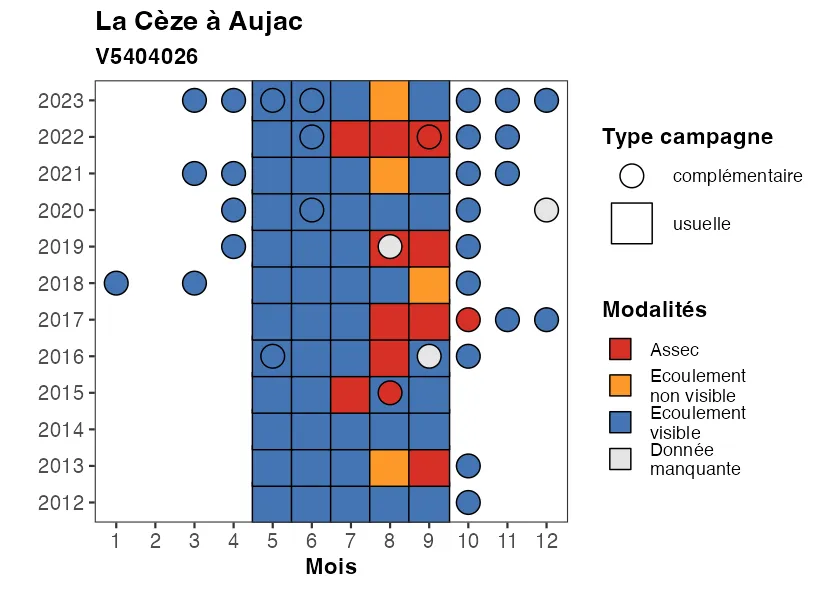 La Cèze à Aujac
V5404026
2023
2022
2021
2020
2019
2018
2017
2016
2015
2014
2013
2012
1 2 3 4 5 6 7 8 9 10 11 12
Mois
Type campagne
complémentaire
usuelle
Modalités
Assec
Ecoulement
non visible
Ecoulement
visible
Donnée
manquante